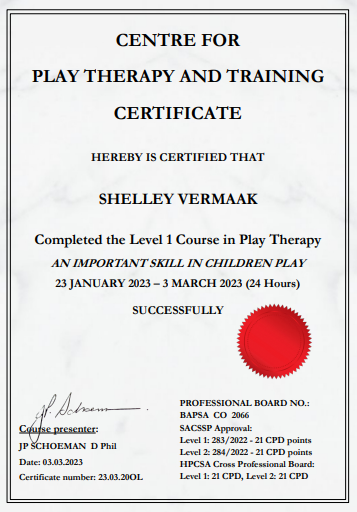 CENTRE FOR
PLAY THERAPY AND TRAINING
CERTIFICATE
HEREBY IS CERTIFIED THAT
SHELLEY VERMAAK
Completed the Level 1 Course in Play Therapy
AN IMPORTANT SKILL IN CHILDREN PLAY
23 JANUARY 2023 – 3 MARCH 2023 (24 Hours)
SUCCESSFULLY
J.P. Schoeman
Course presenter:
JP SCHOEMAN D Phil
Date: 03.03.2023
Certificate number: 23.03.20OL
PROFESSIONAL BOARD NO.:
BAPSA CO 2066
SACSSP Approval:
Level 1: 283/2022 - 21 CPD points
Level 2: 284/2022 - 21 CPD points
HPCSA Cross Professional Board:
Level 1: 21 CPD, Level 2: 21 CPD